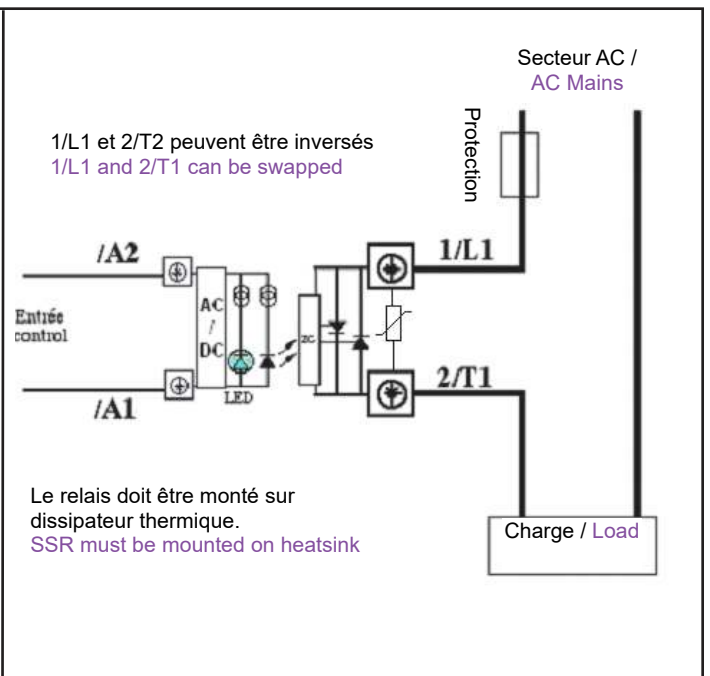 Secteur AC /
AC Mains
Protection
1/L1 et 2/T2 peuvent être inversés
1/L1 and 2/T1 can be swapped
/A2
1/L1
Entrée
control
AC
/
DC
ZC
LED
/A1
2/T1
Le relais doit être monté sur
dissipateur thermique.
SSR must be mounted on heatsink
Charge / Load